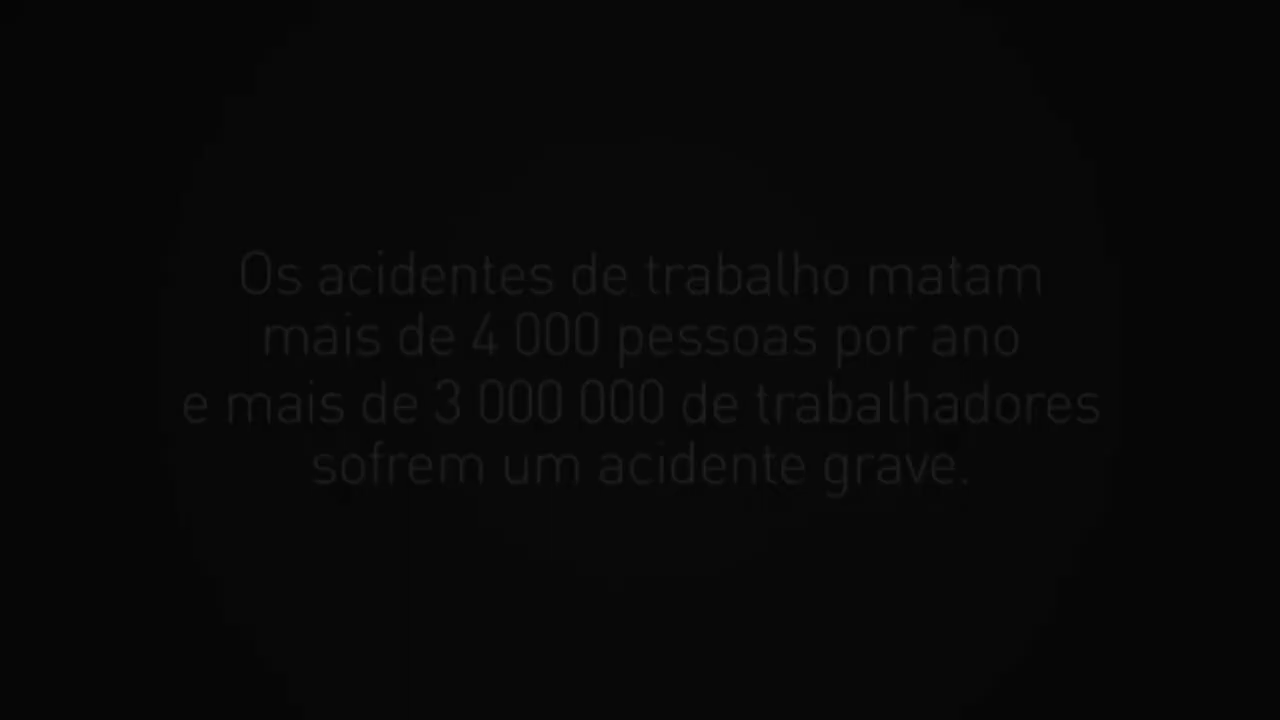 Os acidentes de trabalho matam
mais de 4 000 pessoas por ano
e mais de 3 000 000 de trabalhadores
sofrem um acidente grave.